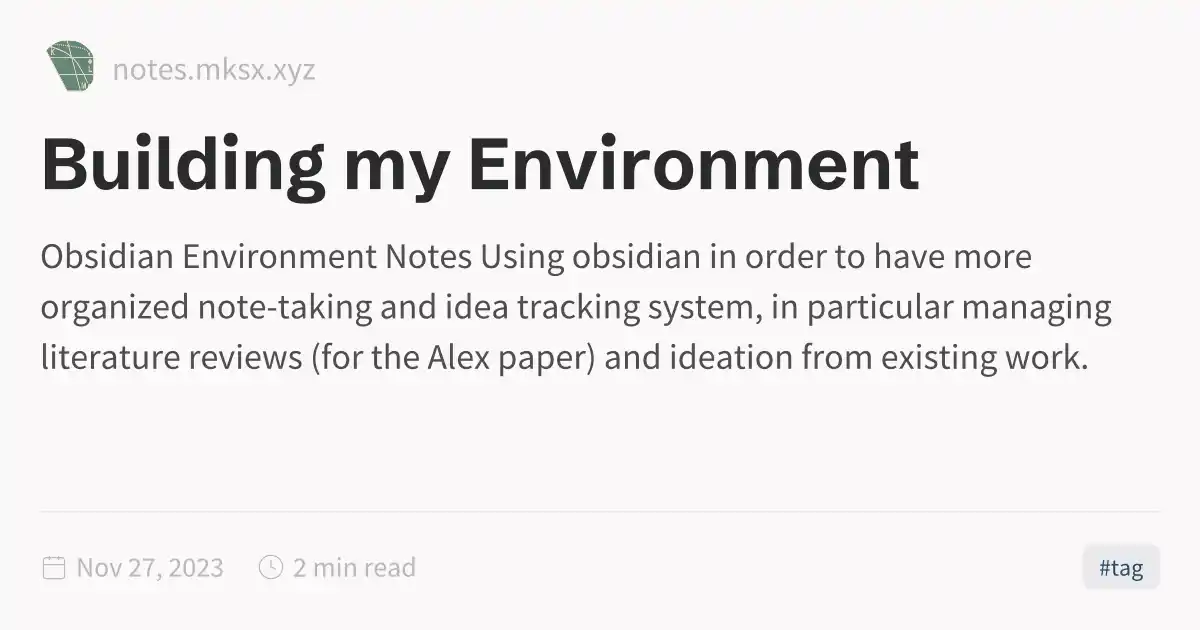 notes.mksx.xyz
Building my Environment
Obsidian Environment Notes Using obsidian in order to have more
organized note-taking and idea tracking system, in particular managing
literature reviews (for the Alex paper) and ideation from existing work.
Nov 27, 2023
2 min read
#tag